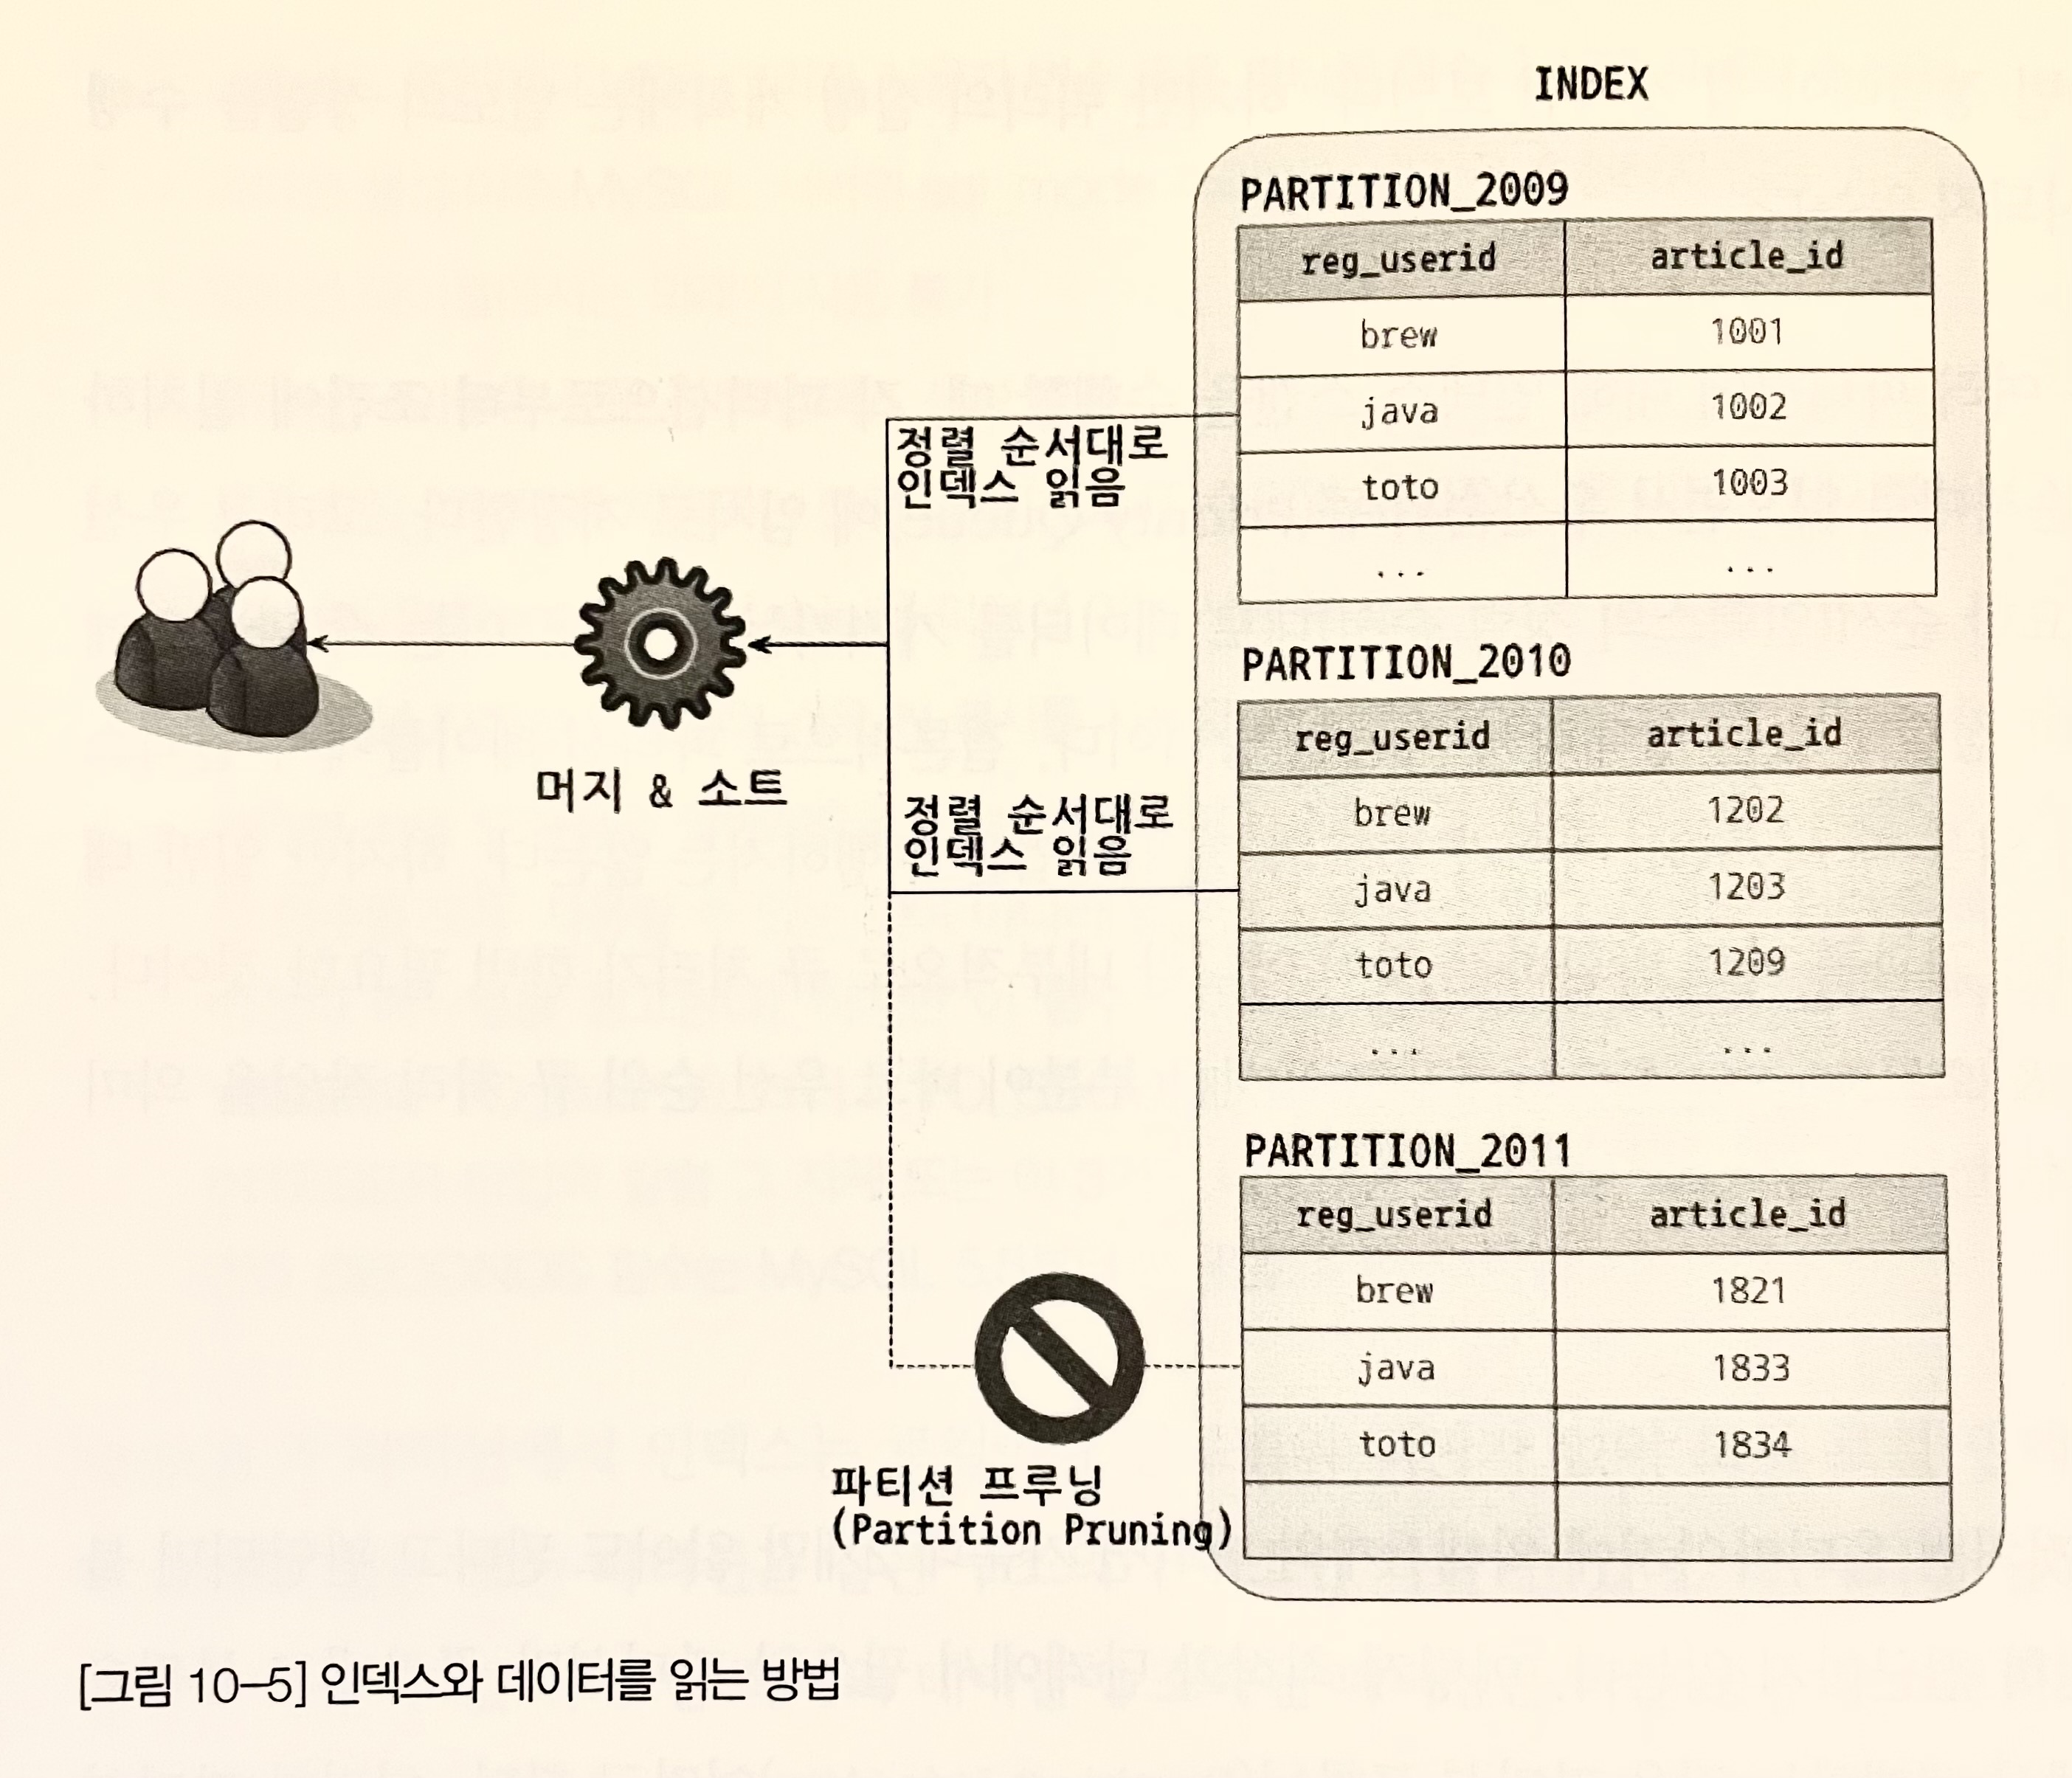 INDEX
PARTITION_2009
reg_userid article_id
brew 1001
java 1002
toto 1003
... ...
정렬 순서대로
인덱스 읽음
머지 & 소트
PARTITION_2010
reg_userid article_id
brew 1202
java 1203
toto 1209
... ...
정렬 순서대로
인덱스 읽음
PARTITION_2011
reg_userid article_id
brew 1821
java 1833
toto 1834
파티션 프루닝
(Partition Pruning)
[그림 10-5] 인덱스와 데이터를 읽는 방법